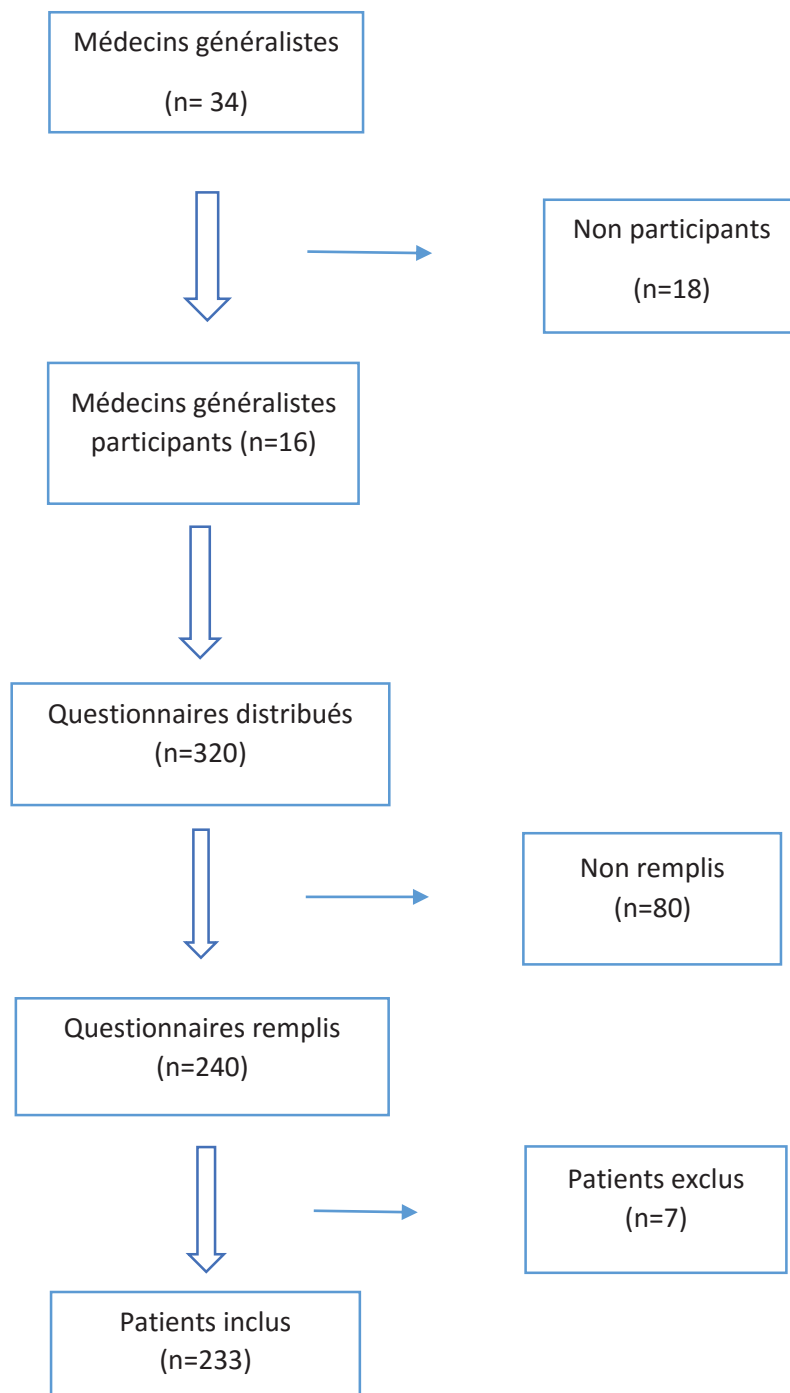 Médecins généralistes
(n= 34)
Non participants
(n=18)
Médecins généralistes
participants (n=16)
Questionnaires distribués
(n=320)
Non remplis
(n=80)
Questionnaires remplis
(n=240)
Patients exclus
(n=7)
Patients inclus
(n=233)